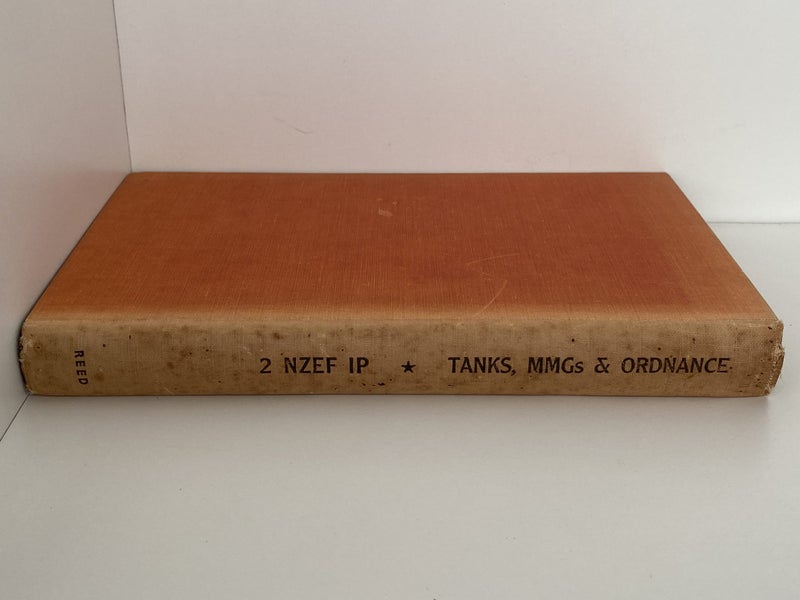 REED
2 NZEF IP ★ TANKS, MMGs & ORDNANCE